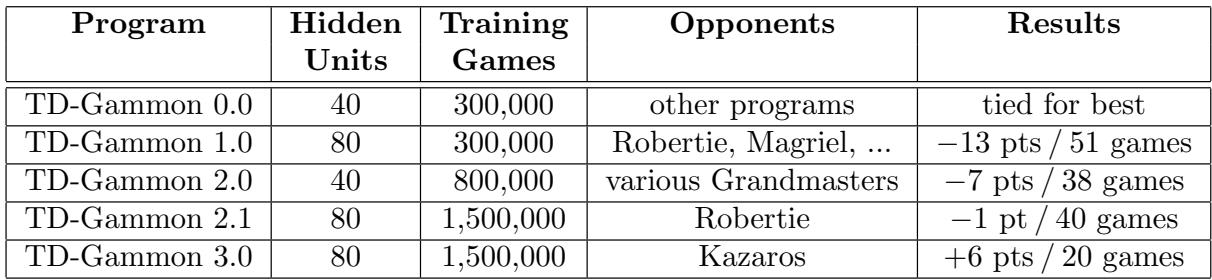 Program Hidden Units Training Games Opponents Results
TD-Gammon 0.0 40 300,000 other programs tied for best
TD-Gammon 1.0 80 300,000 Robertie, Magriel, ... −13 pts / 51 games
TD-Gammon 2.0 40 800,000 various Grandmasters −7 pts / 38 games
TD-Gammon 2.1 80 1,500,000 Robertie −1 pt / 40 games
TD-Gammon 3.0 80 1,500,000 Kazaros +6 pts / 20 games